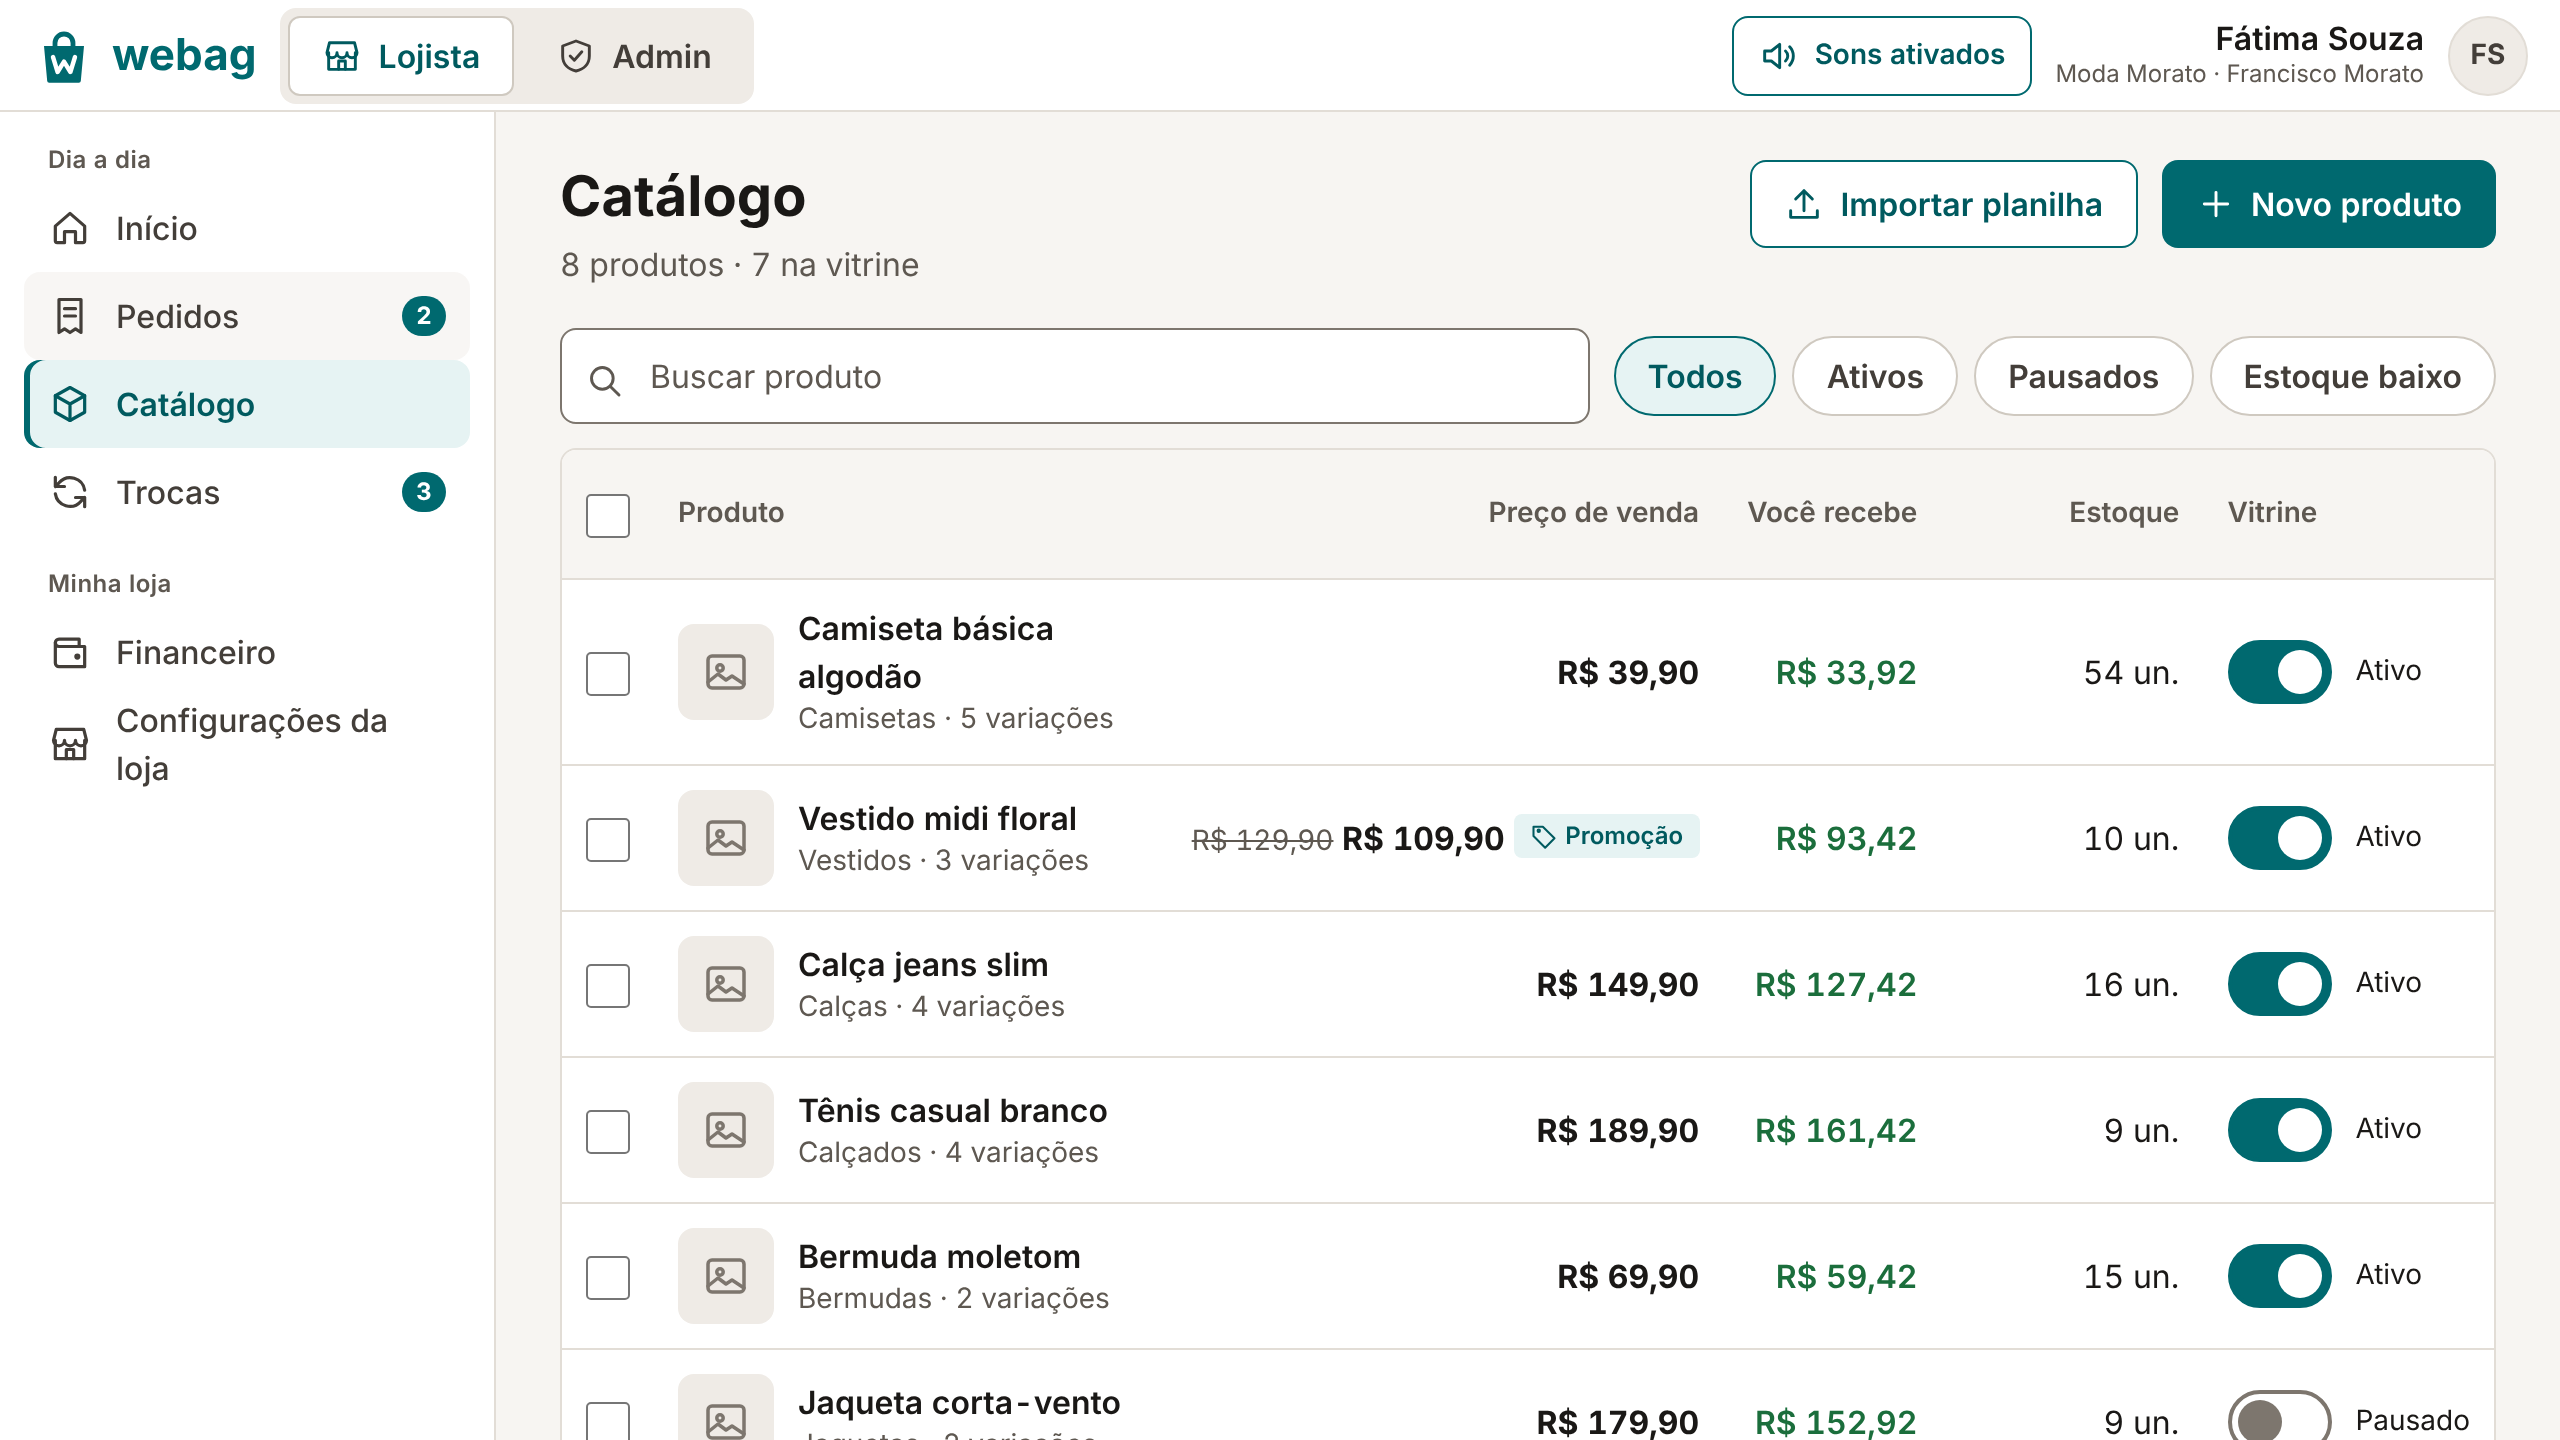 webag
Lojista
Admin
Sons ativados
Fátima Souza
Moda Morato · Francisco Morato
FS
Dia a dia
Início
Pedidos 2
Catálogo
Trocas 3
Minha loja
Financeiro
Configurações da
loja
Catálogo
8 produtos · 7 na vitrine
Importar planilha
Novo produto
Buscar produto
Todos
Ativos
Pausados
Estoque baixo
Produto Preço de venda Você recebe Estoque Vitrine
Camiseta básica
algodão
Camisetas · 5 variações
R$ 39,90 R$ 33,92 54 un. Ativo
Vestido midi floral
Vestidos · 3 variações
R$ 129,90 R$ 109,90 Promoção R$ 93,42 10 un. Ativo
Calça jeans slim
Calças · 4 variações
R$ 149,90 R$ 127,42 16 un. Ativo
Tênis casual branco
Calçados · 4 variações
R$ 189,90 R$ 161,42 9 un. Ativo
Bermuda moletom
Bermudas · 2 variações
R$ 69,90 R$ 59,42 15 un. Ativo
Jaqueta corta-vento
R$ 179,90 R$ 152,92 9 un. Pausado